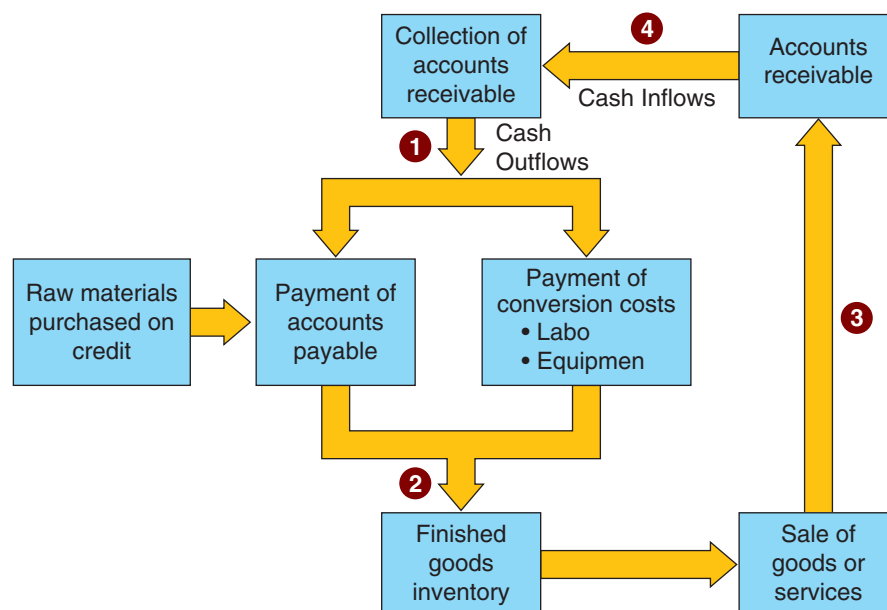 Collection of
accounts
receivable
4
Cash Inflows
Accounts
receivable
1
Cash
Outflows
Raw materials
purchased on
credit
Payment of
accounts
payable
Payment of
conversion costs
• Labo
• Equipmen
3
2
Finished
goods
inventory
Sale of
goods or
services